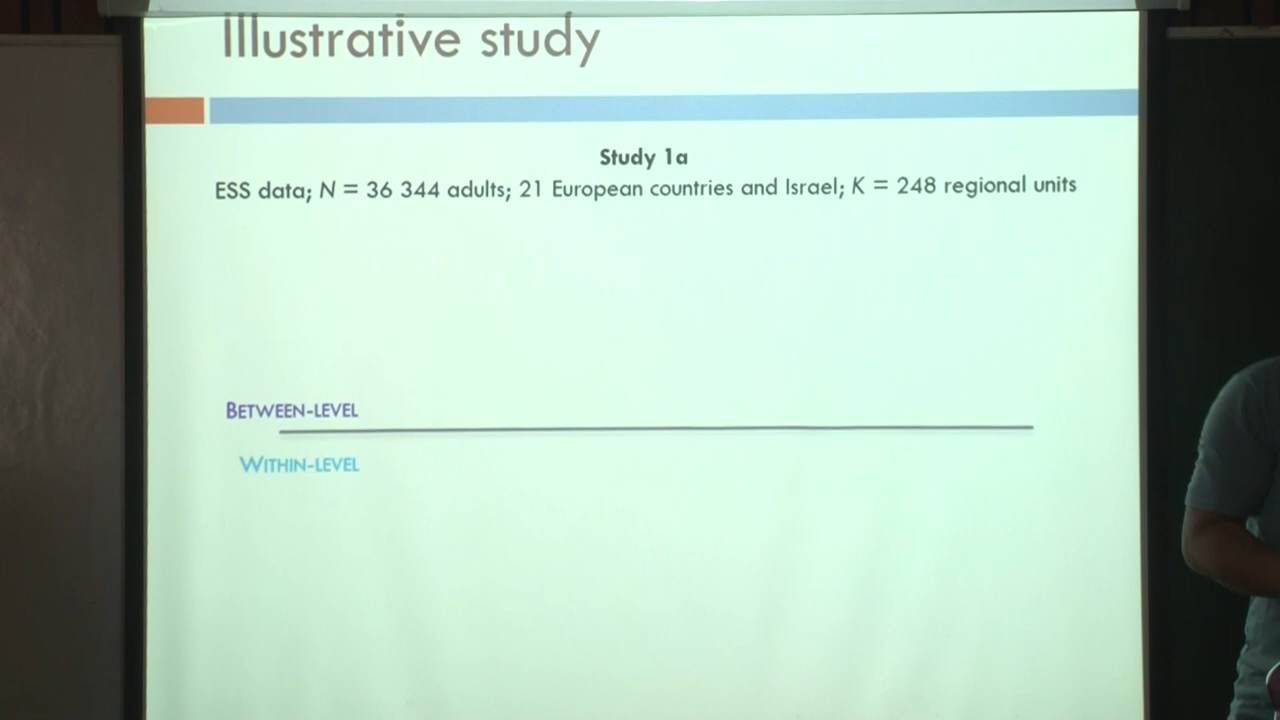 Illustrative study
Study 1a
ESS data; N = 36 344 adults; 21 European countries and Israel; K = 248 regional units
BETWEEN-LEVEL
WITHIN-LEVEL